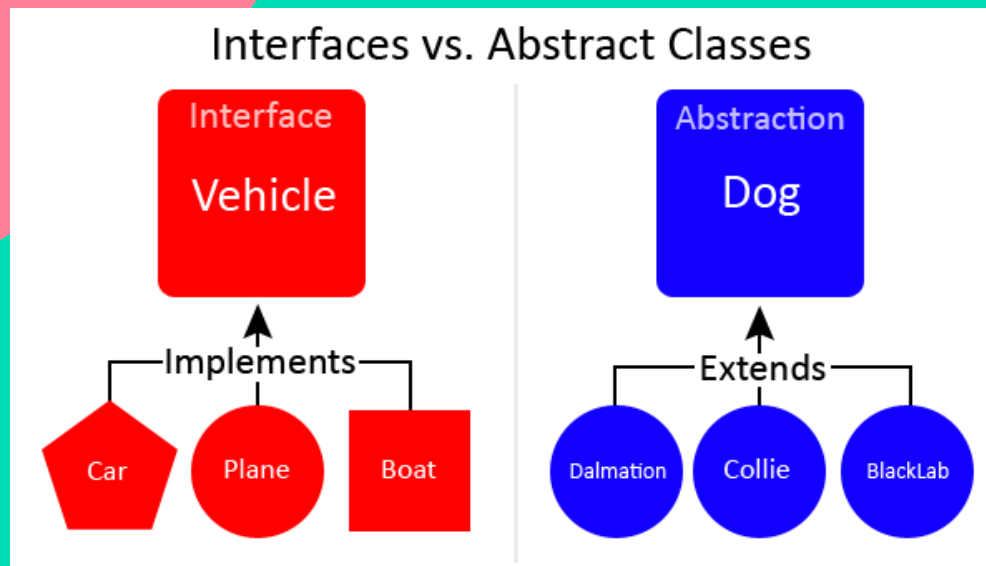 Interfaces vs. Abstract Classes
Interface
Vehicle
Implements
Car
Plane
Boat
Abstraction
Dog
Extends
Dalmation
Collie
BlackLab